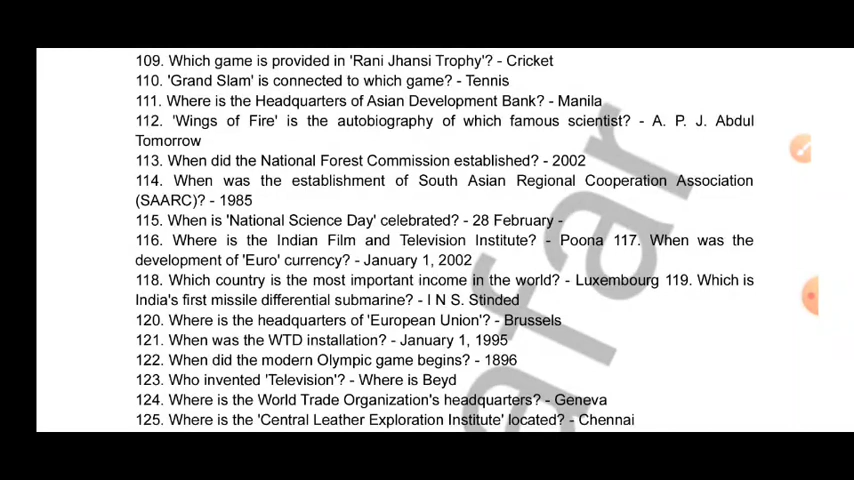 109. Which game is provided in 'Rani Jhansi Trophy'? - Cricket
110. 'Grand Slam' is connected to which game? - Tennis
111. Where is the Headquarters of Asian Development Bank? - Manila
112. 'Wings of Fire' is the autobiography of which famous scientist? - A. P. J. Abdul
Tomorrow
113. When did the National Forest Commission established? - 2002
114. When was the establishment of South Asian Regional Cooperation Association
(SAARC)? - 1985
115. When is 'National Science Day' celebrated? - 28 February -
116. Where is the Indian Film and Television Institute? - Poona 117. When was the
development of 'Euro' currency? - January 1, 2002
118. Which country is the most important income in the world? - Luxembourg 119. Which is
India's first missile differential submarine? - I N S. Stinded
120. Where is the headquarters of 'European Union'? - Brussels
121. When was the WTD installation? - January 1, 1995
122. When did the modern Olympic game begins? - 1896
123. Who invented 'Television'? - Where is Beyd
124. Where is the World Trade Organization's headquarters? - Geneva
125. Where is the 'Central Leather Exploration Institute' located? - Chennai
afar